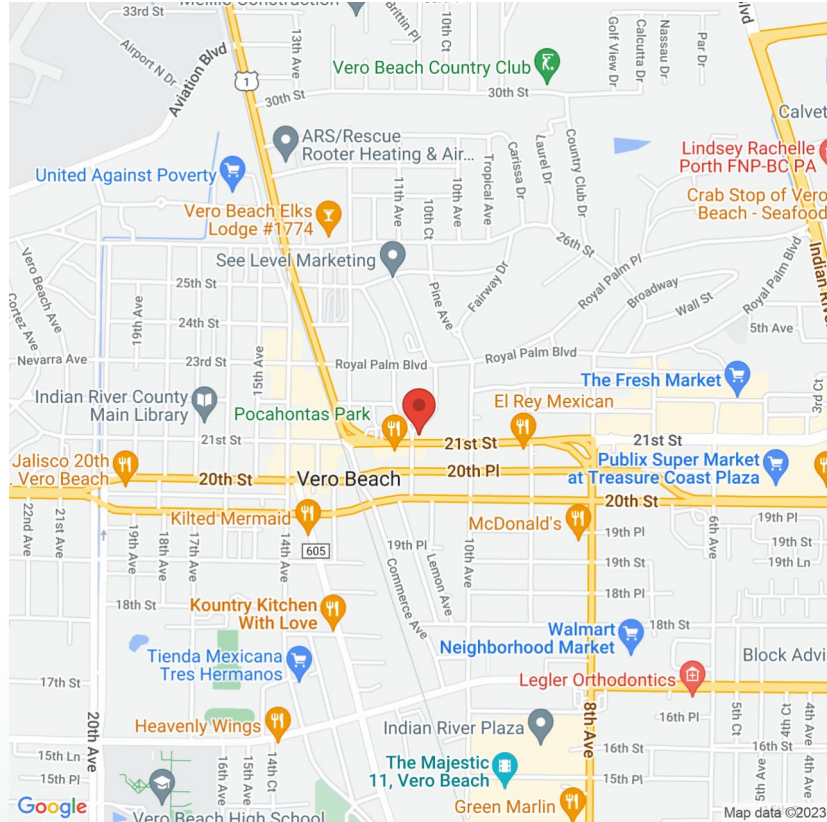 33rd St
Airport N Dr
Aviation Blvd
13th Ave
Brittin Pl
10th Ct
Golf View Dr
Calcutta Dr
Nassau Dr
Par Dr
Vero Beach Country Club
1
30th St
30th St
Calvet
ARS/Rescue
Rooter Heating & Air...
Lindsey Rachelle
Porth FNP-BC PA
United Against Poverty
Vero Beach Elks
Lodge #1774
11th Ave
10th Ct
10th Ave
Tropical Ave
Carissa Dr
Laurel Dr
Country Club Dr
Crab Stop of Vero
Beach - Seafood
See Level Marketing
26th St
Royal Palm Pl
Broadway
Wall St
Royal Palm Blvd
Indian River
Vero Beach Ave
Cortez Ave
19th Ave
25th St
24th St
Pine Ave
Fairway Dr
5th Ave
Nevarra Ave
23rd St
15th Ave
Royal Palm Blvd
Royal Palm Blvd
The Fresh Market
3rd Ct
Indian River County
Main Library
Pocahontas Park
El Rey Mexican
21st St
21st St
21st St
Jalisco 20th
Vero Beach
20th St
Vero Beach
20th Pl
Publix Super Market
at Treasure Coast Plaza
20th St
Kilted Mermaid
McDonald's
19th Pl
22nd Ave
21st Ave
19th Ave
18th Ave
17th Ave
14th Ave
605
19th Pl
Lemon Ave
10th Ave
Commerce Ave
19th Pl
19th St
18th Pl
6th Ave
19th St
19th Ln
18th St
Kountry Kitchen
With Love
Walmart
Neighborhood Market
18th St
Tienda Mexicana
Tres Hermanos
Block Advi
17th St
Legler Orthodontics
16th Pl
20th Ave
Heavenly Wings
Indian River Plaza
8th Ave
5th Ct
4th Ct
4th Ave
15th Ln
15th Pl
16th Ave
15th Ave
14th Ct
The Majestic
11, Vero Beach
16th St
16th St
15th Pl
5th Ave
4th Ave
Green Marlin
Vero Beach High School
Google
Map data ©2023